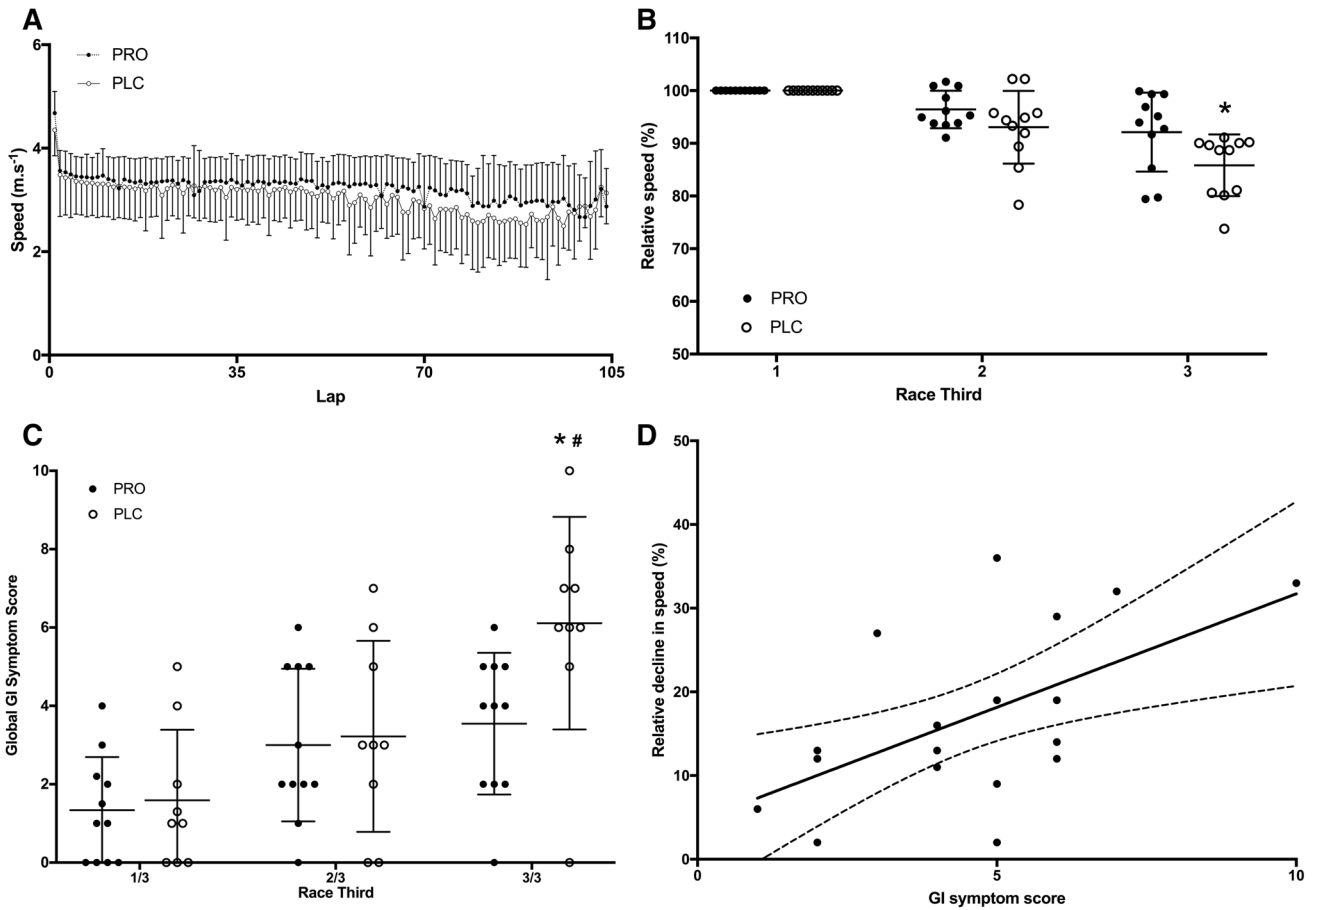 A
6
4
2
0
0
35
70
105
Speed (m.s-1)
Lap
PRO
PLC
B
110
100
90
80
70
60
50
1
2
3
Relative speed (%)
Race Third
PRO
PLC
*
C
10
8
6
4
2
0
1/3
2/3
3/3
Global GI Symptom Score
Race Third
PRO
PLC
* #
D
50
40
30
20
10
0
0
5
10
Relative decline in speed (%)
GI symptom score